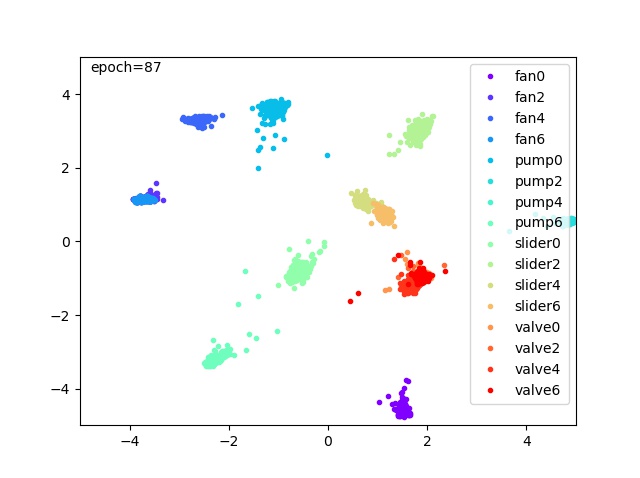 epoch=87
fan0
fan2
fan4
fan6
pump0
pump2
pump4
pump6
slider0
slider2
slider4
slider6
valve0
valve2
valve4
valve6
4
2
0
−2
−4
−4
−2
0
2
4